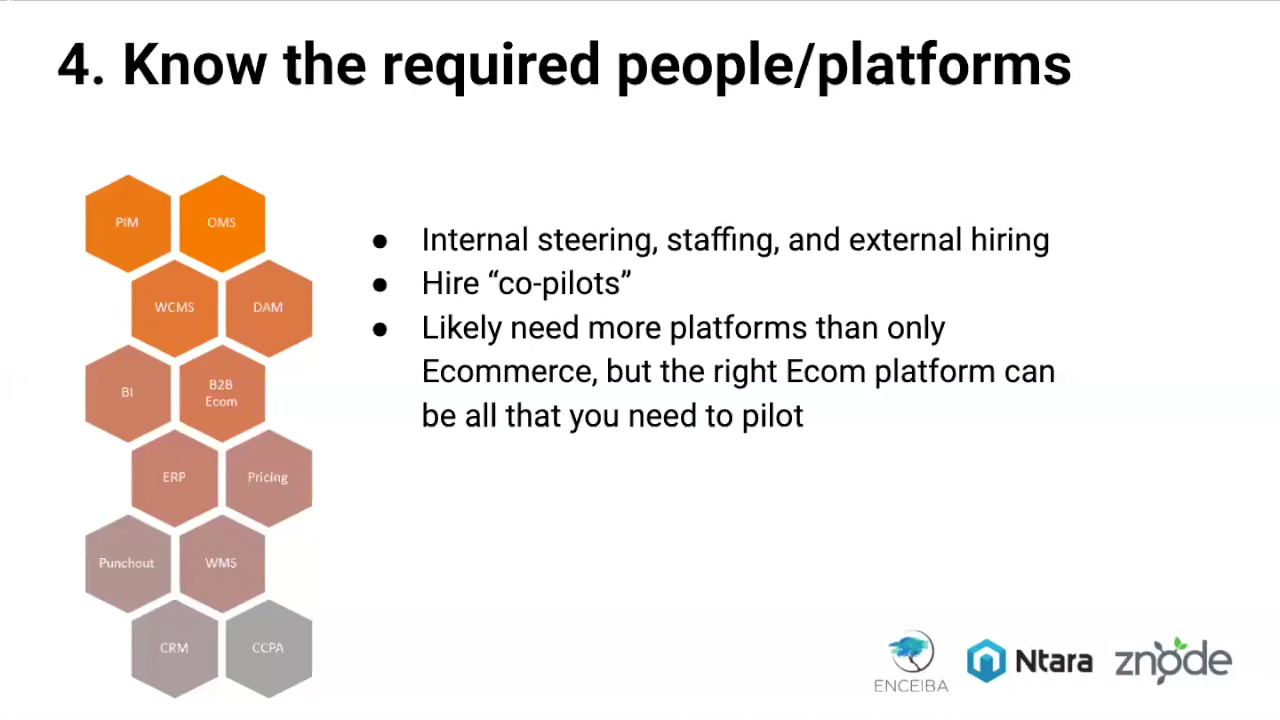 4. Know the required people/platforms
PIM
OMS
WCMS
DAM
BI
B2B
Ecom
ERP
Pricing
Punchout
WMS
CRM
CCPA
● Internal steering, staffing, and external hiring
● Hire “co-pilots”
● Likely need more platforms than only
Ecommerce, but the right Ecom platform can
be all that you need to pilot
ENCEIBA
Ntara
znode